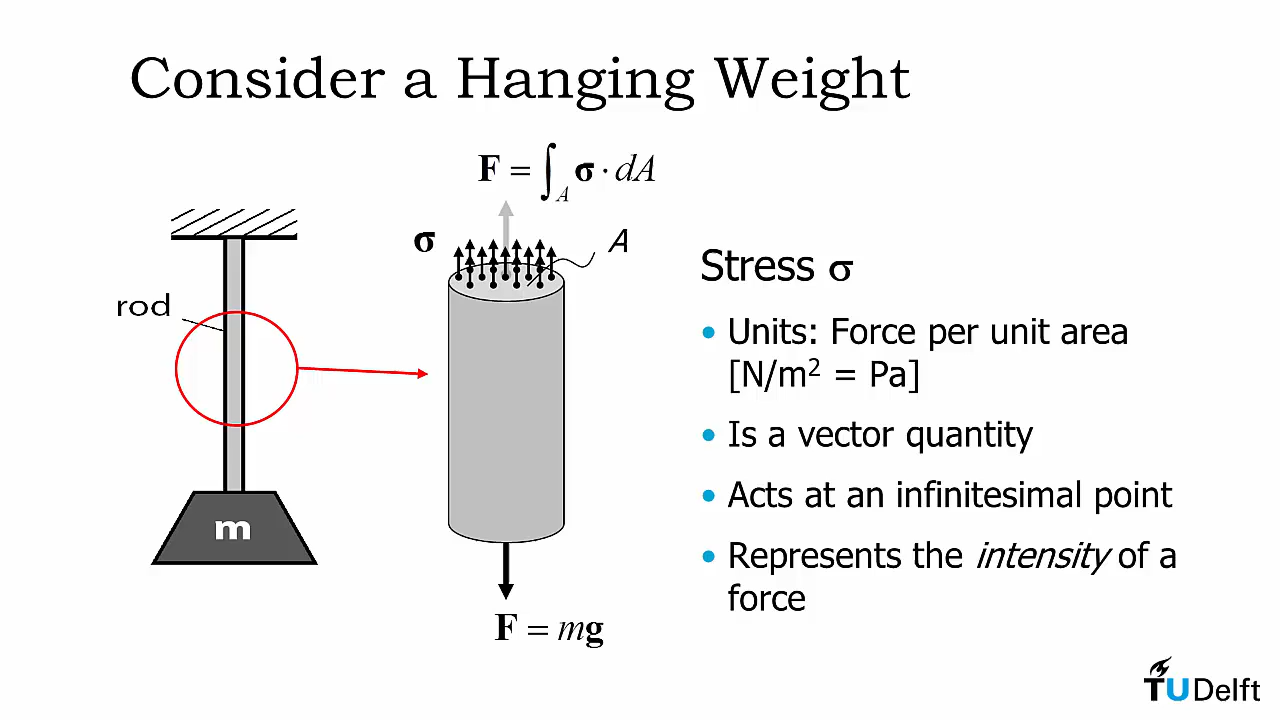 Consider a Hanging Weight
F = ∫_A σ · dA
σ
A
rod
m
F = mg
Stress σ
• Units: Force per unit area
[N/m² = Pa]
• Is a vector quantity
• Acts at an infinitesimal point
• Represents the intensity of a
force
TUDelft